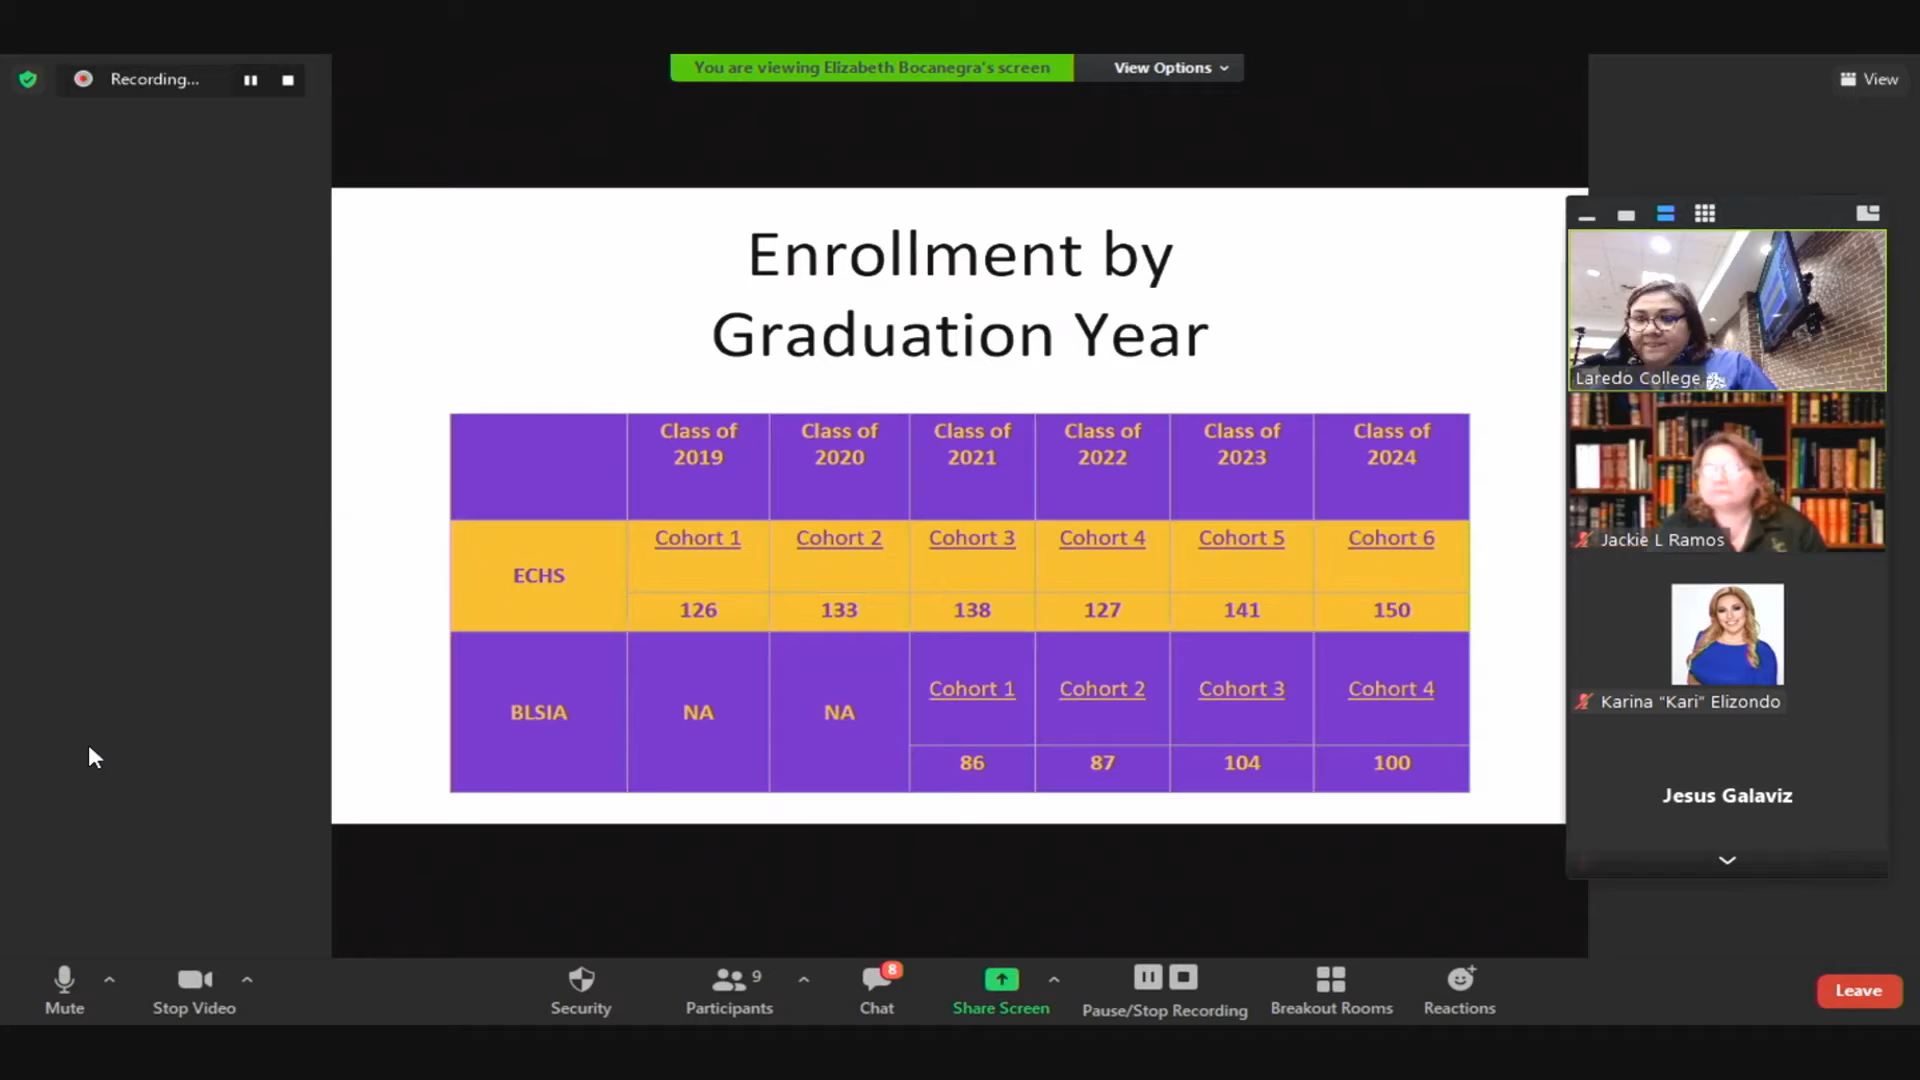 You are viewing Elizabeth Bocanegra's screen
View Options
Recording...
View
Enrollment by
Graduation Year
Class of 2019
Class of 2020
Class of 2021
Class of 2022
Class of 2023
Class of 2024
ECHS
Cohort 1
Cohort 2
Cohort 3
Cohort 4
Cohort 5
Cohort 6
126
133
138
127
141
150
BLSIA
NA
NA
Cohort 1
Cohort 2
Cohort 3
Cohort 4
86
87
104
100
Laredo College
Jackie L Ramos
Karina "Kari" Elizondo
Jesus Galaviz
Mute
Stop Video
Security
9
Participants
8
Chat
Share Screen
Pause/Stop Recording
Breakout Rooms
Reactions
Leave